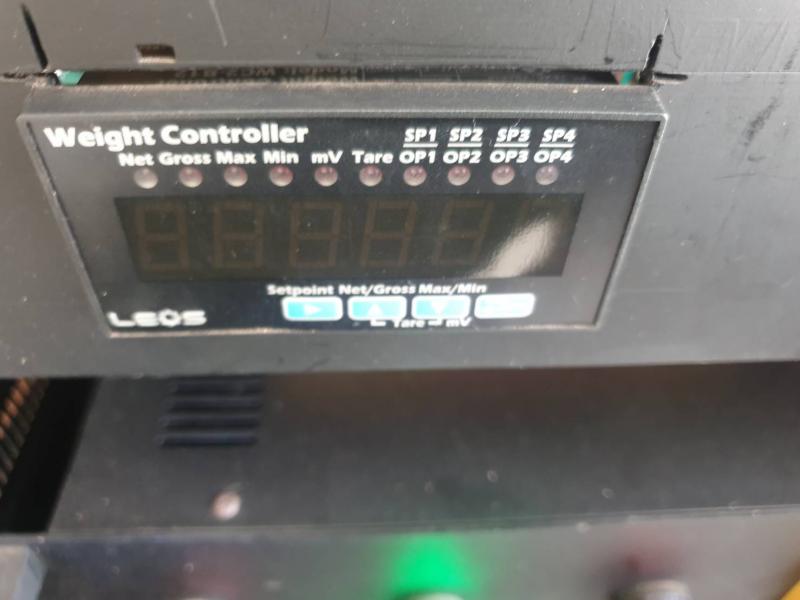 Weight Controller
SP1 SP2 SP3 SP4
Net Gross Max Min mV Tare OP1 OP2 OP3 OP4
Setpoint Net/Gross Max/Min
LEOS
Tare mV